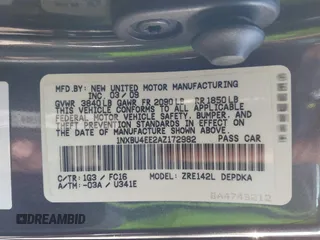 MFD. BY: NEW UNITED MOTOR MANUFACTURING
INC. 03/09
GVWR 3840LB GAWR FR 2090LB RR 1850LB
THIS VEHICLE CONFORMS TO ALL APPLICABLE
FEDERAL MOTOR VEHICLE SAFETY, BUMPER, AND
THEFT PREVENTION STANDARDS IN EFFECT ON
THE DATE OF MANUFACTURE SHOWN ABOVE.
1NXBU4EE2AZ172982 PASS CAR
C/TR: 1G3 / FC16 ZRE142L DEPDKA
A/TM: -03A / U341E
DREAMBID